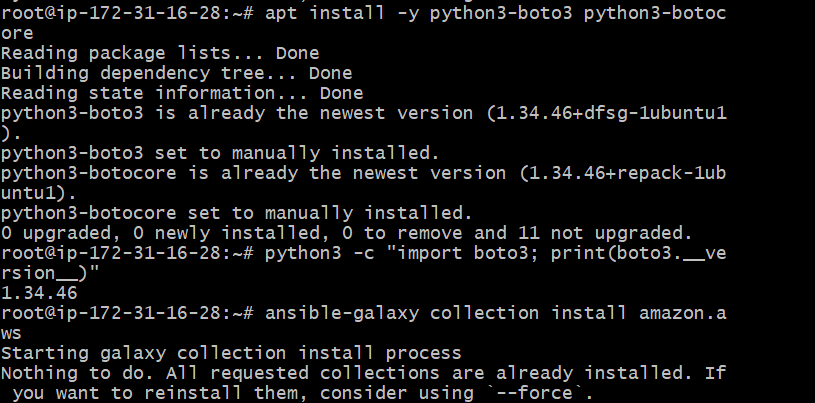 root@ip-172-31-16-28:~# apt install -y python3-boto3 python3-botoc
ore
Reading package lists... Done
Building dependency tree... Done
Reading state information... Done
python3-boto3 is already the newest version (1.34.46+dfsg-1ubuntu1
).
python3-boto3 set to manually installed.
python3-botocore is already the newest version (1.34.46+repack-1ub
untu1).
python3-botocore set to manually installed.
0 upgraded, 0 newly installed, 0 to remove and 11 not upgraded.
root@ip-172-31-16-28:~# python3 -c "import boto3; print(boto3.__ve
rsion__)"
1.34.46
root@ip-172-31-16-28:~# ansible-galaxy collection install amazon.a
ws
Starting galaxy collection install process
Nothing to do. All requested collections are already installed. If
 you want to reinstall them, consider using `--force`.